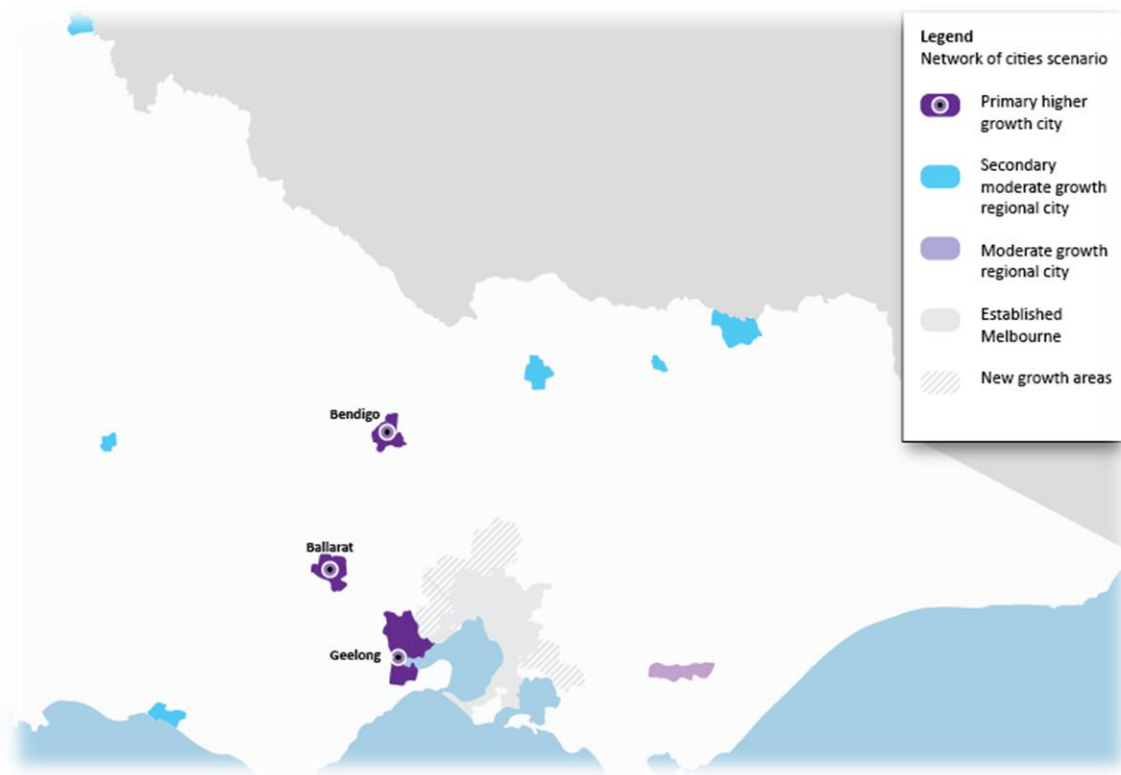 Legend
Network of cities scenario
Primary higher
growth city
Secondary
moderate growth
regional city
Moderate growth
regional city
Established
Melbourne
New growth areas
Bendigo
Ballarat
Geelong